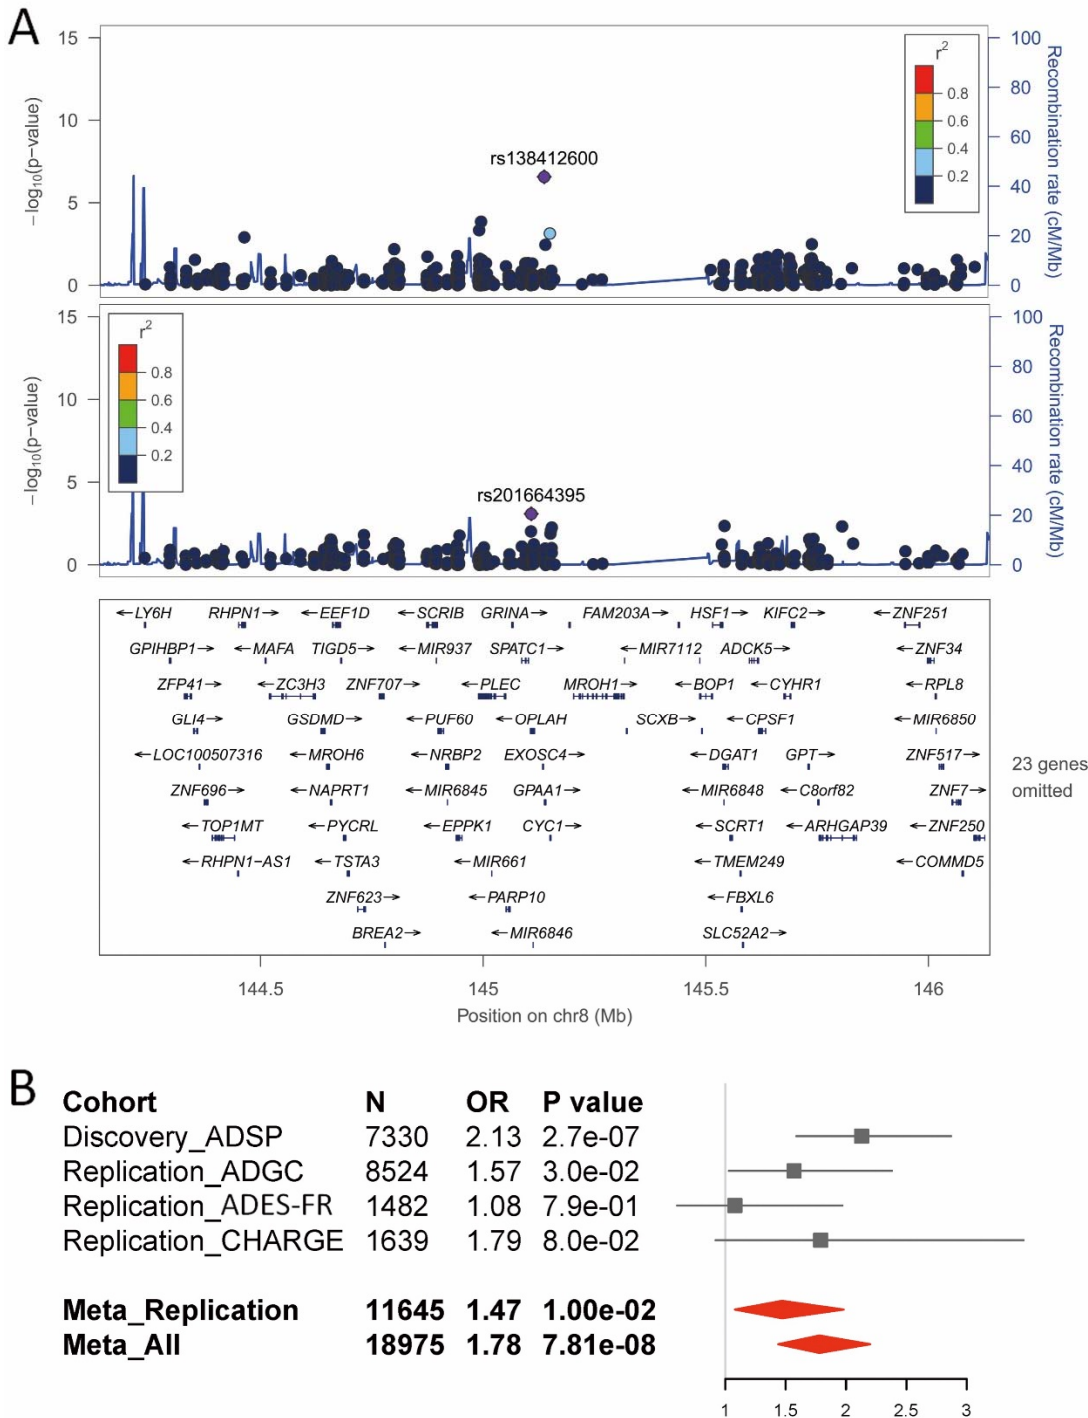 A
15
10
5
0
−log10(p−value)
rs138412600
r2
0.8
0.6
0.4
0.2
100
80
60
40
20
0
Recombination rate (cM/Mb)
15
10
5
0
−log10(p−value)
r2
0.8
0.6
0.4
0.2
rs201664395
100
80
60
40
20
0
Recombination rate (cM/Mb)
←LY6H RHPN1→ ←EEF1D ←SCRIB GRINA→ FAM203A→ HSF1→ KIFC2→ ←ZNF251
GPIHBP1→ ←MAFA TIGD5→ ←MIR937 SPATC1→ ←MIR7112 ADCK5→ ←ZNF34
ZFP41→ ←ZC3H3 ZNF707→ ←PLEC MROH1→ ←BOP1 ←CYHR1 ←RPL8
GLI4→ GSDMD→ ←PUF60 ←OPLAH SCXB→ ←CPSF1 ←MIR6850
←LOC100507316 ←MROH6 ←NRBP2 EXOSC4→ ←DGAT1 GPT→ ZNF517→
ZNF696→ NAPRT1→ ←MIR6845 GPAA1→ ←MIR6848 ←C8orf82 ZNF7→
←TOP1MT ←PYCRL ←EPPK1 CYC1→ ←SCRT1 ←ARHGAP39 ←ZNF250
←RHPN1−AS1 ←TSTA3 ←MIR661 ←TMEM249 ←COMMD5
ZNF623→ ←PARP10 ←FBXL6
BREA2→ ←MIR6846 SLC52A2→
23 genes
omitted
144.5 145 145.5 146
Position on chr8 (Mb)
B
Cohort N OR P value
Discovery_ADSP 7330 2.13 2.7e-07
Replication_ADGC 8524 1.57 3.0e-02
Replication_ADES-FR 1482 1.08 7.9e-01
Replication_CHARGE 1639 1.79 8.0e-02
Meta_Replication 11645 1.47 1.00e-02
Meta_All 18975 1.78 7.81e-08
1 1.5 2 2.5 3